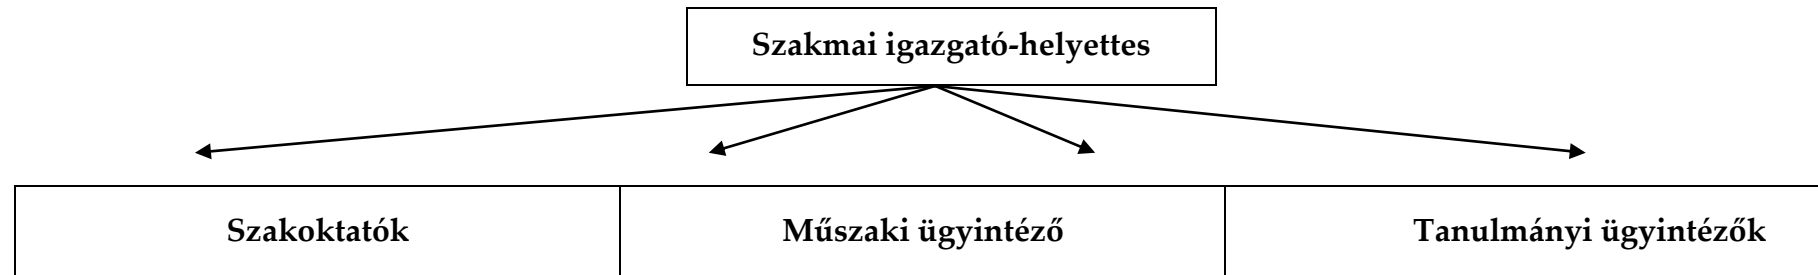 Szakmai igazgató-helyettes
Szakoktatók
Műszaki ügyintéző
Tanulmányi ügyintézők